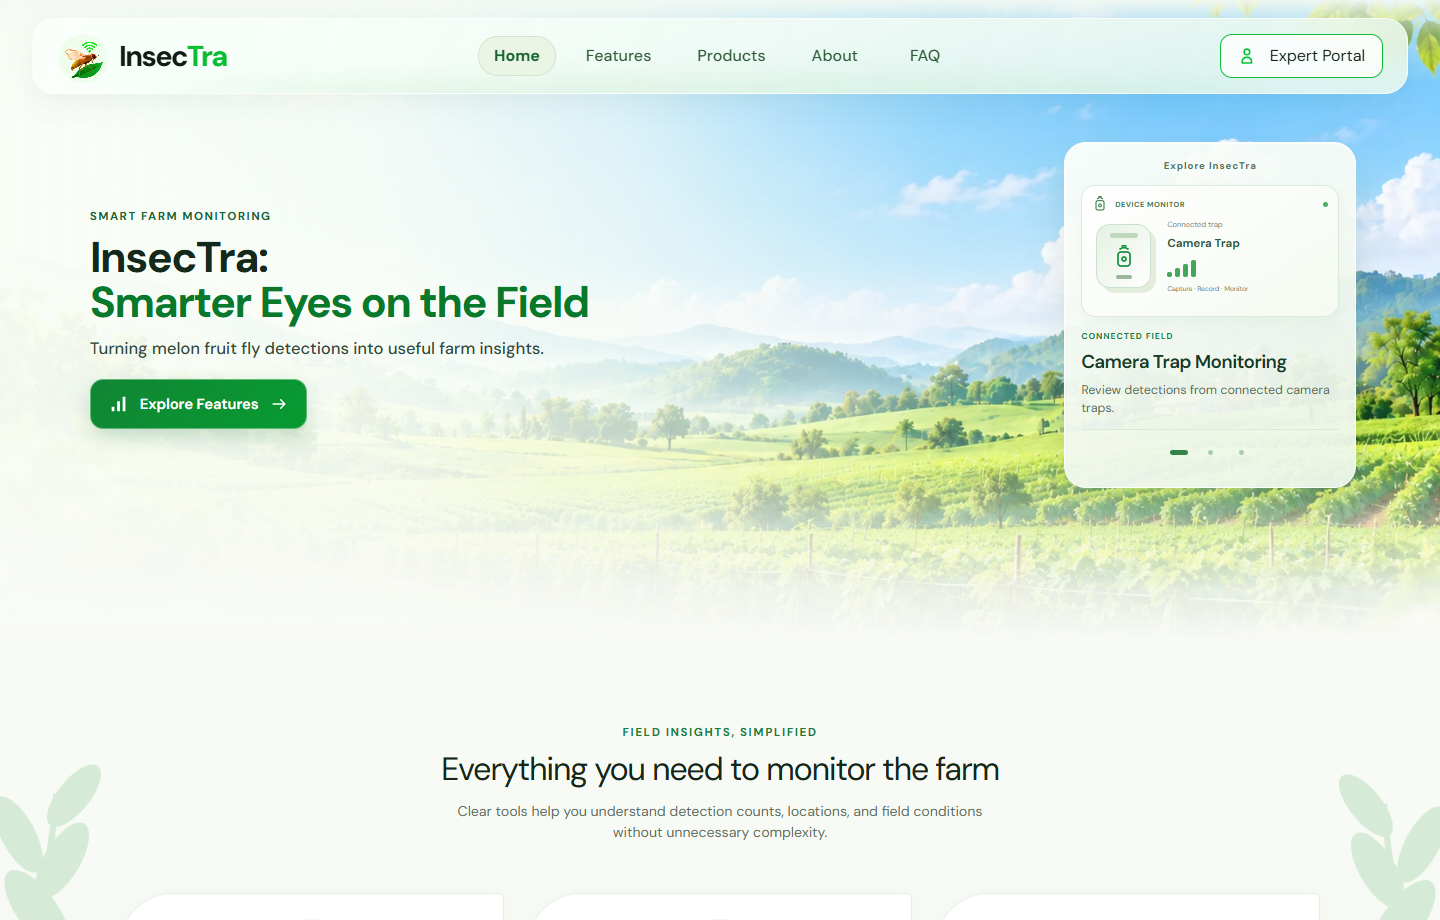 InsecTra
Home
Features
Products
About
FAQ
Expert Portal
SMART FARM MONITORING
InsecTra:
Smarter Eyes on the Field
Turning melon fruit fly detections into useful farm insights.
Explore Features
Explore InsecTra
DEVICE MONITOR
Connected trap
Camera Trap
Capture · Record · Monitor
CONNECTED FIELD
Camera Trap Monitoring
Review detections from connected camera
traps.
FIELD INSIGHTS, SIMPLIFIED
Everything you need to monitor the farm
Clear tools help you understand detection counts, locations, and field conditions
without unnecessary complexity.